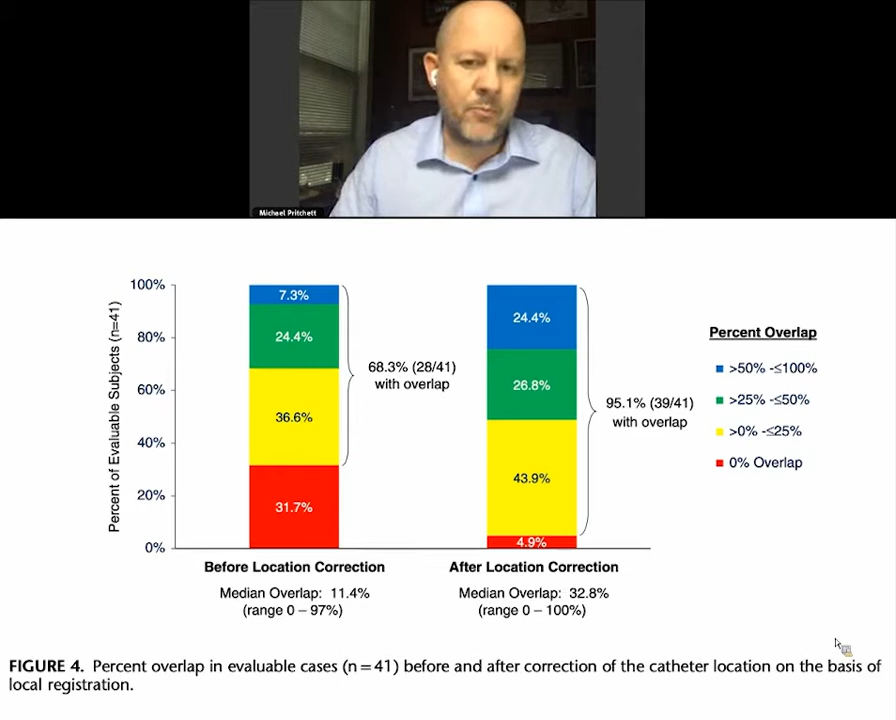 Michael Pritchett
Percent of Evaluable Subjects (n=41)
100%
80%
60%
40%
20%
0%
7.3%
24.4%
36.6%
31.7%
68.3% (28/41)
with overlap
24.4%
26.8%
43.9%
4.9%
95.1% (39/41)
with overlap
Percent Overlap
>50% -≤100%
>25% -≤50%
>0% -≤25%
0% Overlap
Before Location Correction
Median Overlap: 11.4%
(range 0 – 97%)
After Location Correction
Median Overlap: 32.8%
(range 0 – 100%)
FIGURE 4. Percent overlap in evaluable cases (n = 41) before and after correction of the catheter location on the basis of
local registration.